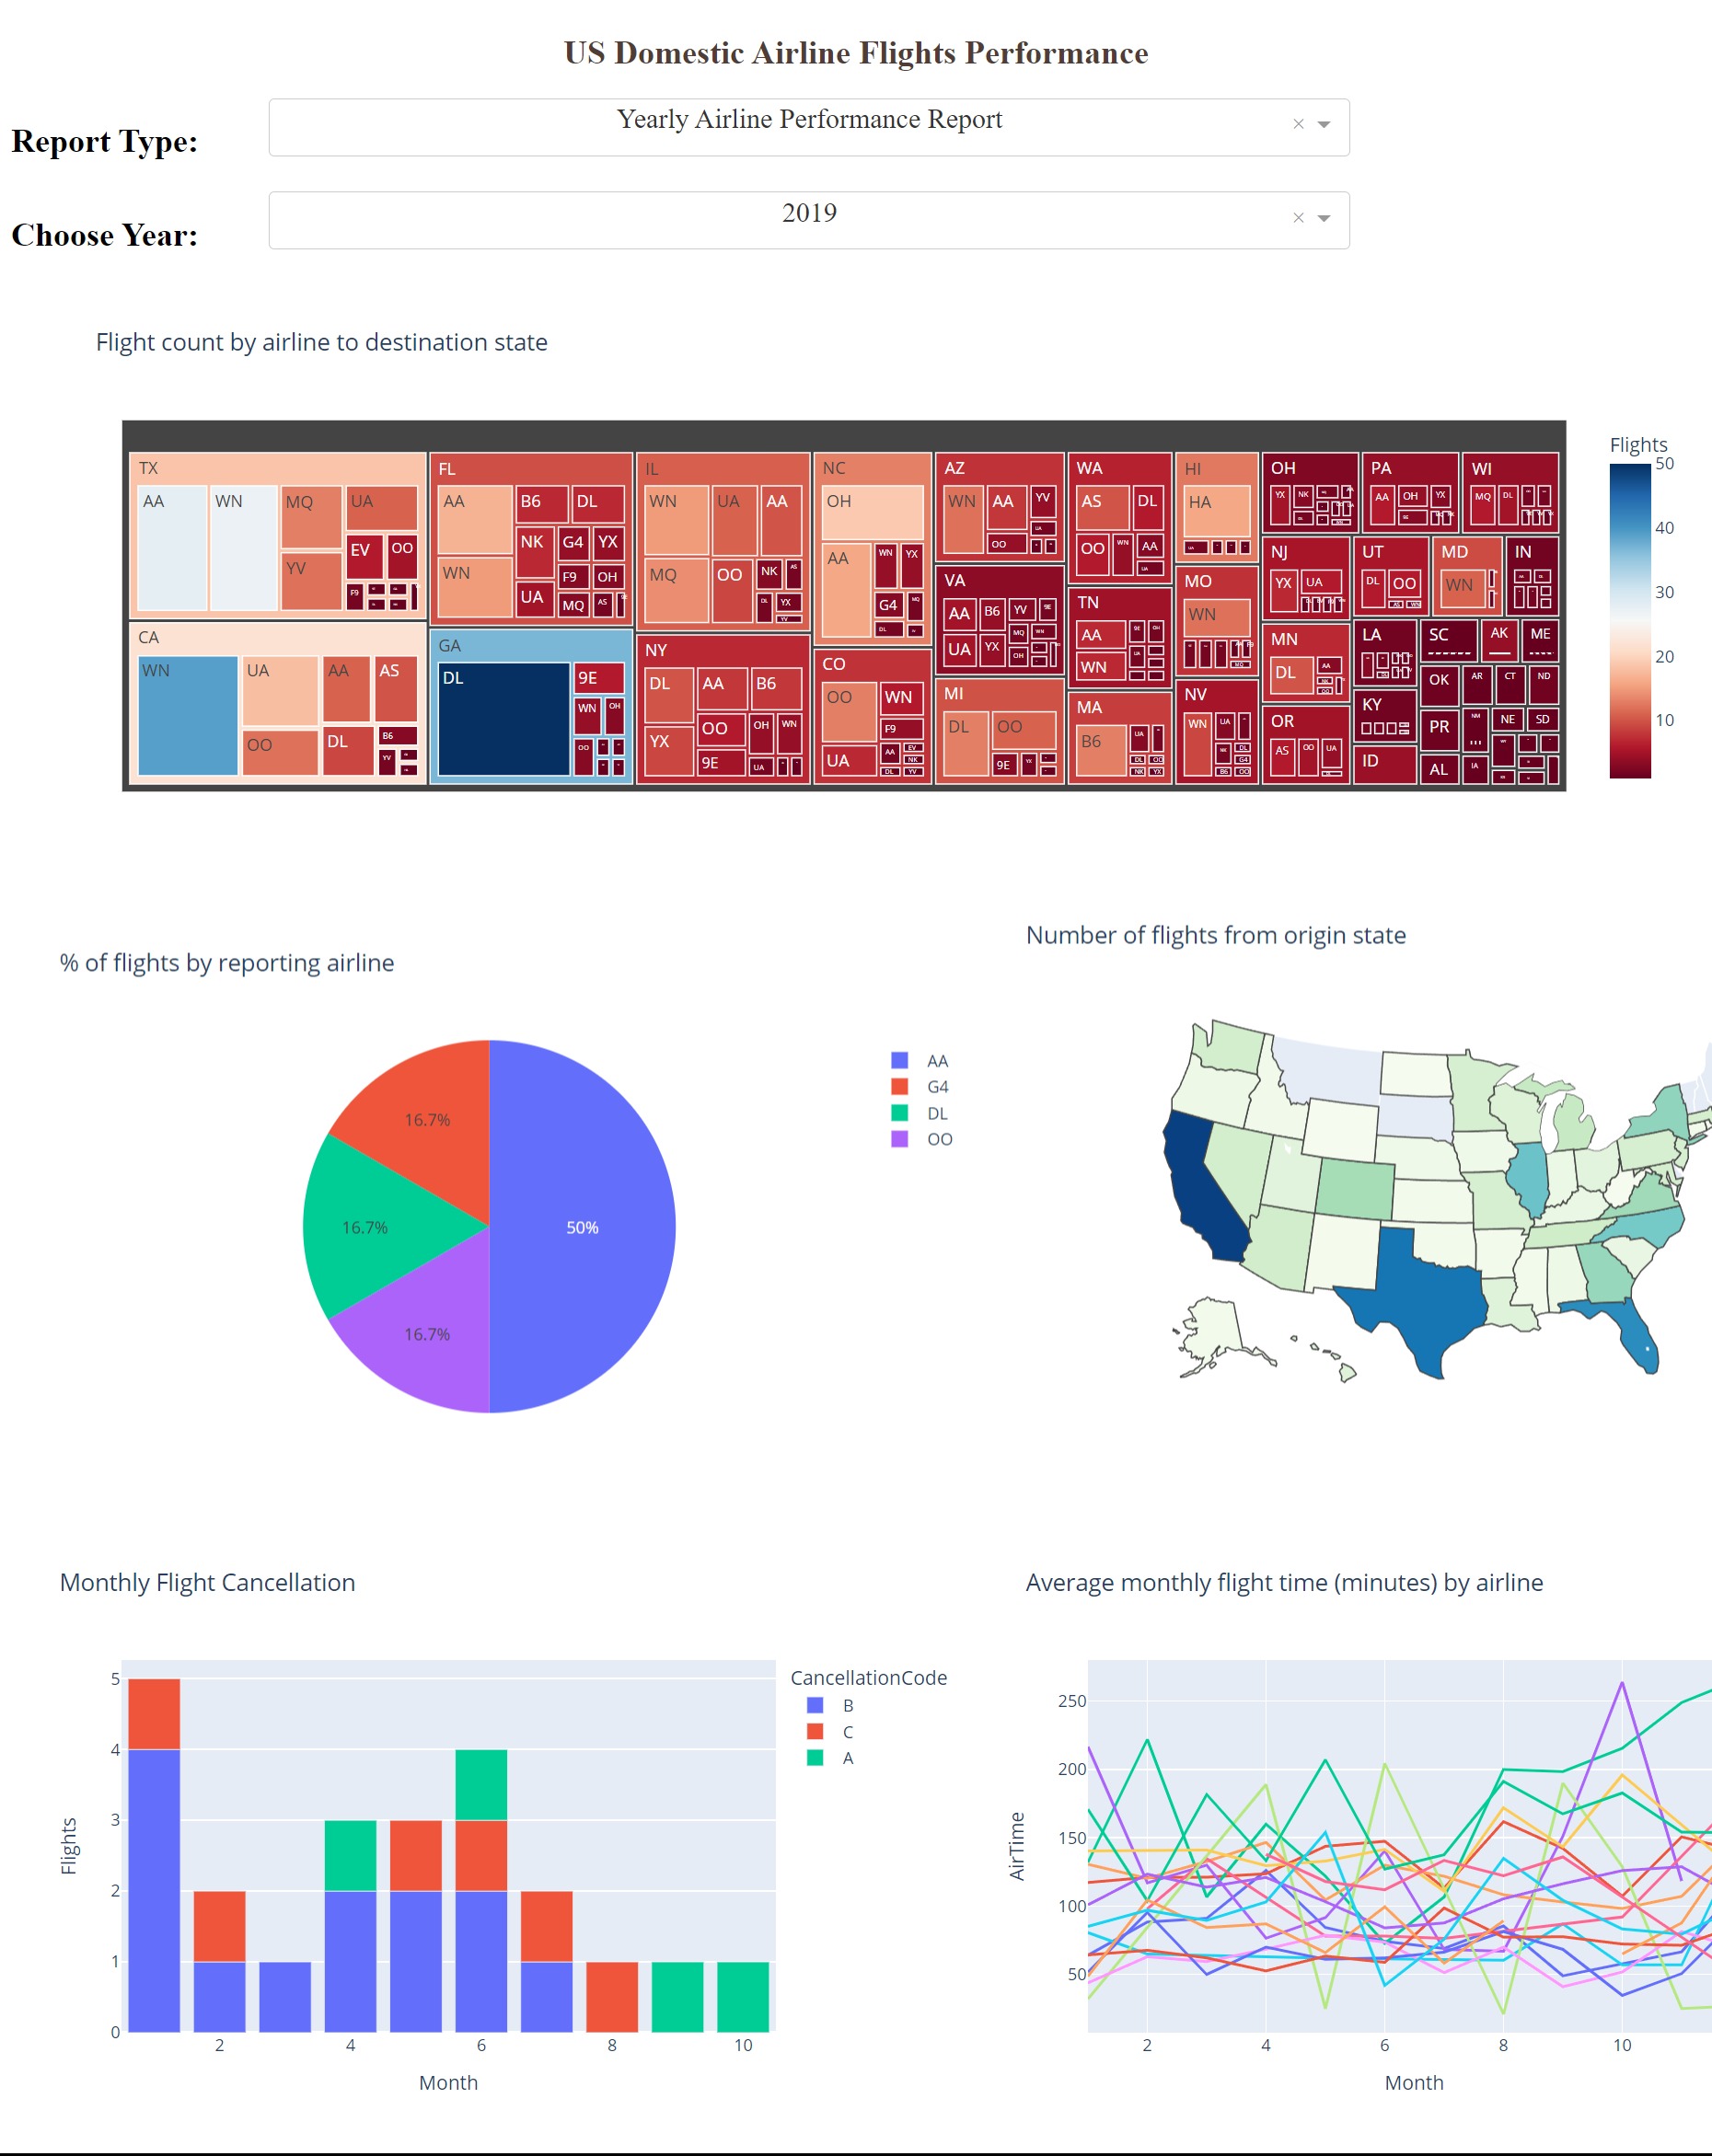 US Domestic Airline Flights Performance
Report Type:
Yearly Airline Performance Report
Choose Year:
2019
Flight count by airline to destination state
TX
AA WN MQ UA
YV EV OO
F9
CA
WN UA AA AS
OO DL B6
YV
FL
AA B6 DL
NK G4 YX
WN F9 OH
UA MQ AS
GA
DL 9E
WN OH
OO
IL
WN UA AA
MQ OO NK AS
DL YX
YV
NY
DL AA B6
YX OO OH WN
9E UA
NC
OH
AA WN YX
G4 MQ
DL
CO
OO WN
F9
UA AA EV
NK
DL YV
AZ
WN AA YV
UA
OO
VA
AA B6 YV 9E
UA YX MQ WN
OH
MI
DL OO
9E YX
WA
AS DL
OO WN AA
UA
TN
AA 9E OH
WN UA
MA
B6 UA
DL OO
NK YX
HI
HA
UA
MO
WN
MQ
NV
WN UA
NK DL
G4
B6 OO
OH
YX NK
PA
AA OH YX
9E
WI
MQ DL
NJ
YX UA
UT
DL OO
AS WN
MD
WN
IN
MN
DL AA
NK
OO
OR
AS OO UA
LA
KY
ID
SC
AK
ME
OK
AR
CT
ND
PR
NM
NE
SD
AL
IA
Flights
50
40
30
20
10
% of flights by reporting airline
16.7%
16.7%
16.7%
50%
AA
G4
DL
OO
Number of flights from origin state
Monthly Flight Cancellation
5
4
3
2
1
0
Flights
2 4 6 8 10
Month
CancellationCode
B
C
A
Average monthly flight time (minutes) by airline
250
200
150
100
50
AirTime
2 4 6 8 10
Month